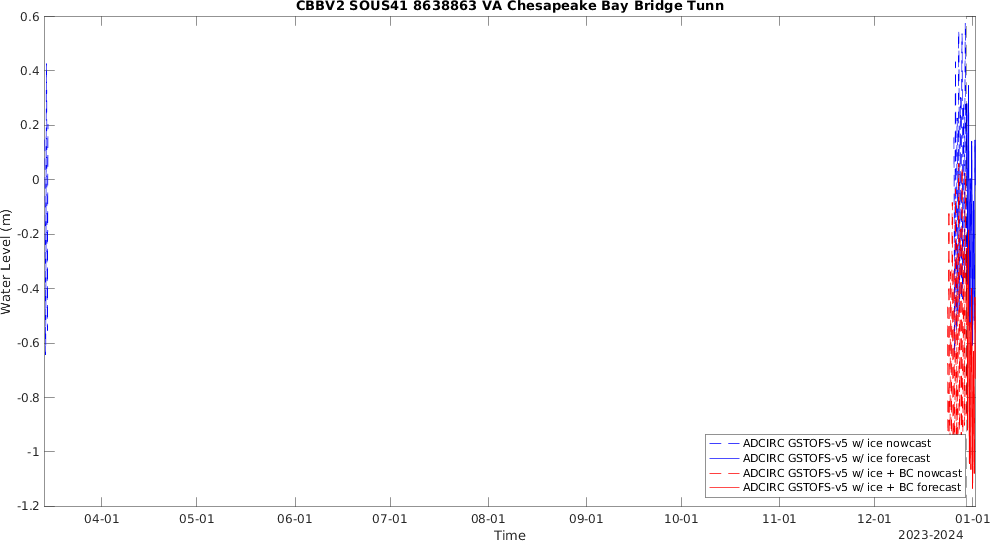 CBBV2 SOUS41 8638863 VA Chesapeake Bay Bridge Tunn
0.6
0.4
0.2
0
-0.2
-0.4
-0.6
-0.8
-1
-1.2
Water Level (m)
04-01 05-01 06-01 07-01 08-01 09-01 10-01 11-01 12-01 01-01
2023-2024
Time
ADCIRC GSTOFS-v5 w/ ice nowcast
ADCIRC GSTOFS-v5 w/ ice forecast
ADCIRC GSTOFS-v5 w/ ice + BC nowcast
ADCIRC GSTOFS-v5 w/ ice + BC forecast